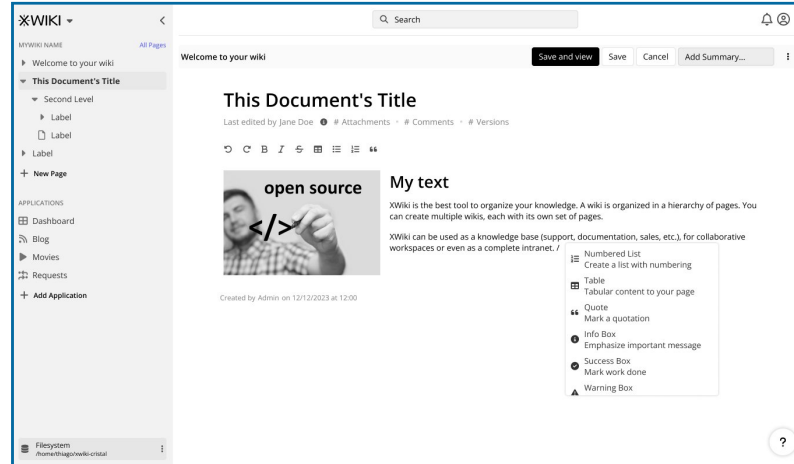 XWIKI
MYWIKI NAME
All Pages
Welcome to your wiki
This Document's Title
Second Level
Label
Label
Label
New Page
APPLICATIONS
Dashboard
Blog
Movies
Requests
Add Application
Filesystem
/home/thiago/xwiki-cristal
Search
Welcome to your wiki
Save and view
Save
Cancel
Add Summary...
This Document's Title
Last edited by Jane Doe # Attachments • # Comments • # Versions
open source
</>
My text
XWiki is the best tool to organize your knowledge. A wiki is organized in a hierarchy of pages. You
can create multiple wikis, each with its own set of pages.
XWiki can be used as a knowledge base (support, documentation, sales, etc.), for collaborative
workspaces or even as a complete intranet. /
Numbered List
Create a list with numbering
Table
Tabular content to your page
Quote
Mark a quotation
Info Box
Emphasize important message
Success Box
Mark work done
Warning Box
Created by Admin on 12/12/2023 at 12:00
?